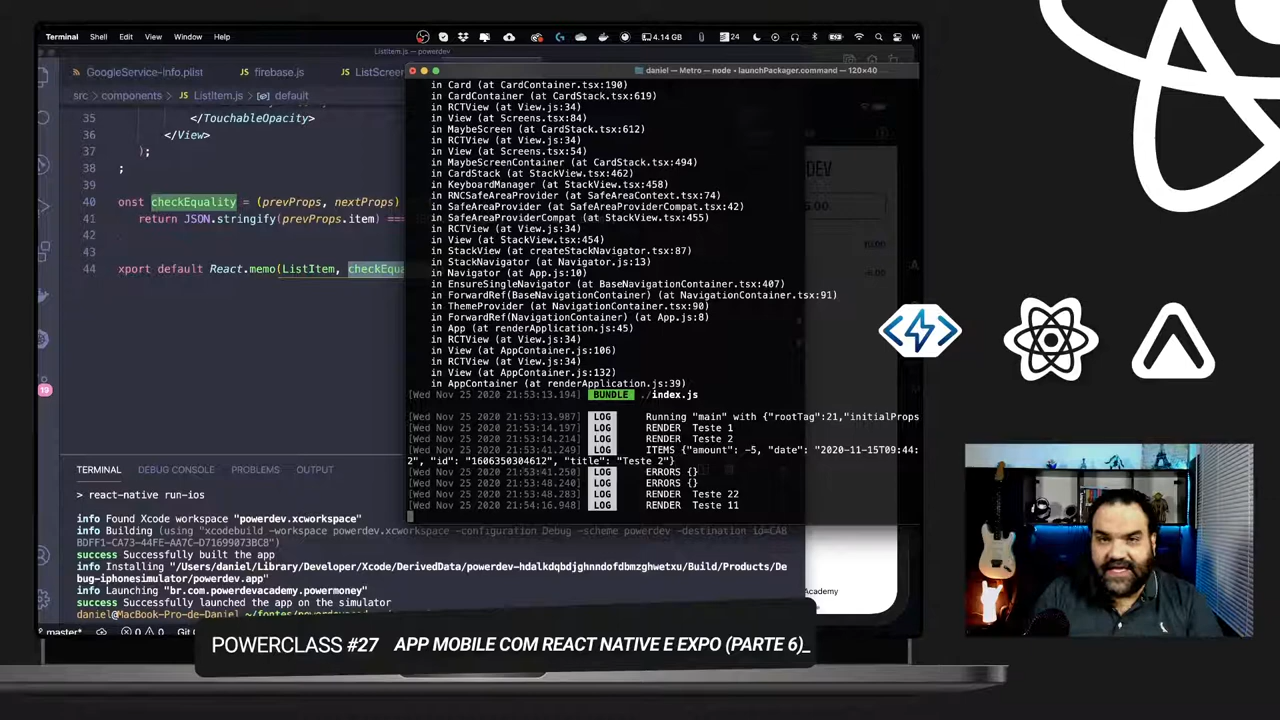 Terminal Shell Edit View Window Help 4.14 GB 24
ListItem.js — powerdev
GoogleService-Info.plist firebase.js ListScreen
src > components > ListItem.js > default
35 </TouchableOpacity>
36 </View>
37 );
38 ;
39
40 onst checkEquality = (prevProps, nextProps)
41 return JSON.stringify(prevProps.item) ===
42
43
44 xport default React.memo(ListItem, checkEqua
TERMINAL DEBUG CONSOLE PROBLEMS OUTPUT
> react-native run-ios
info Found Xcode workspace "powerdev.xcworkspace"
info Building (using "xcodebuild -workspace powerdev.xcworkspace -configuration Debug -scheme powerdev -destination id=CAB
BDFF1-CA73-44FE-AA7C-D71699873BC8")
success Successfully built the app
info Installing "/Users/daniel/Library/Developer/Xcode/DerivedData/powerdev-hdalkdqbdjghnndofdbmzghwetxu/Build/Products/De
bug-iphonesimulator/powerdev.app"
info Launching "br.com.powerdevacademy.powermoney"
success Successfully launched the app on the simulator
daniel@MacBook-Pro-de-Daniel
master* 0 0 Git
19
daniel — Metro — node ◂ launchPackager.command — 120×40
in Card (at CardContainer.tsx:190)
in CardContainer (at CardStack.tsx:619)
in RCTView (at View.js:34)
in View (at Screens.tsx:84)
in MaybeScreen (at CardStack.tsx:612)
in RCTView (at View.js:34)
in View (at Screens.tsx:54)
in MaybeScreenContainer (at CardStack.tsx:494)
in CardStack (at StackView.tsx:462)
in KeyboardManager (at StackView.tsx:458)
in RNCSafeAreaProvider (at SafeAreaContext.tsx:74)
in SafeAreaProvider (at SafeAreaProviderCompat.tsx:42)
in SafeAreaProviderCompat (at StackView.tsx:455)
in RCTView (at View.js:34)
in View (at StackView.tsx:454)
in StackView (at createStackNavigator.tsx:87)
in StackNavigator (at Navigator.js:13)
in Navigator (at App.js:10)
in EnsureSingleNavigator (at BaseNavigationContainer.tsx:407)
in ForwardRef(BaseNavigationContainer) (at NavigationContainer.tsx:91)
in ThemeProvider (at NavigationContainer.tsx:90)
in ForwardRef(NavigationContainer) (at App.js:8)
in App (at renderApplication.js:45)
in RCTView (at View.js:34)
in View (at AppContainer.js:106)
in RCTView (at View.js:34)
in View (at AppContainer.js:132)
in AppContainer (at renderApplication.js:39)
[Wed Nov 25 2020 21:53:13.194] BUNDLE ./index.js
[Wed Nov 25 2020 21:53:13.987] LOG Running "main" with {"rootTag":21,"initialProps
[Wed Nov 25 2020 21:53:14.197] LOG RENDER Teste 1
[Wed Nov 25 2020 21:53:14.214] LOG RENDER Teste 2
[Wed Nov 25 2020 21:53:41.249] LOG ITEMS {"amount": -5, "date": "2020-11-15T09:44:
2", "id": "1606350304612", "title": "Teste 2"}
[Wed Nov 25 2020 21:53:41.250] LOG ERRORS {}
[Wed Nov 25 2020 21:53:48.240] LOG ERRORS {}
[Wed Nov 25 2020 21:53:48.283] LOG RENDER Teste 22
[Wed Nov 25 2020 21:54:16.948] LOG RENDER Teste 11
DEV
Academy
POWERCLASS #27 APP MOBILE COM REACT NATIVE E EXPO (PARTE 6)_